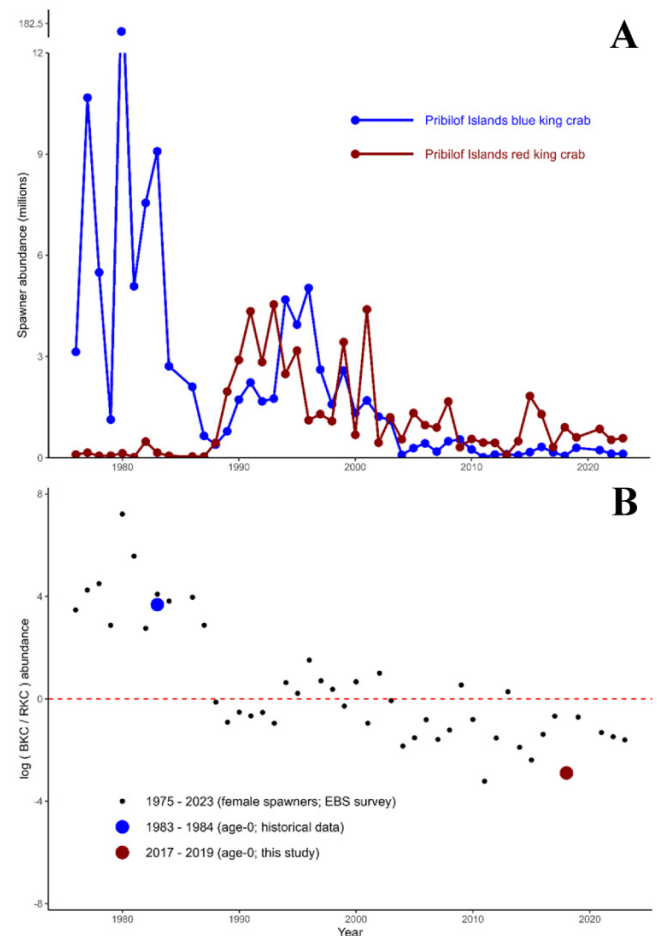 182.5
A
12
Pribilof Islands blue king crab
9
Pribilof Islands red king crab
Spawner abundance (millions)
6
3
0
1980 1990 2000 2010 2020
8
B
4
log ( BKC / RKC ) abundance
0
1975 - 2023 (female spawners; EBS survey)
-4
1983 - 1984 (age-0; historical data)
2017 - 2019 (age-0; this study)
-8
1980 1990 2000 2010 2020
Year